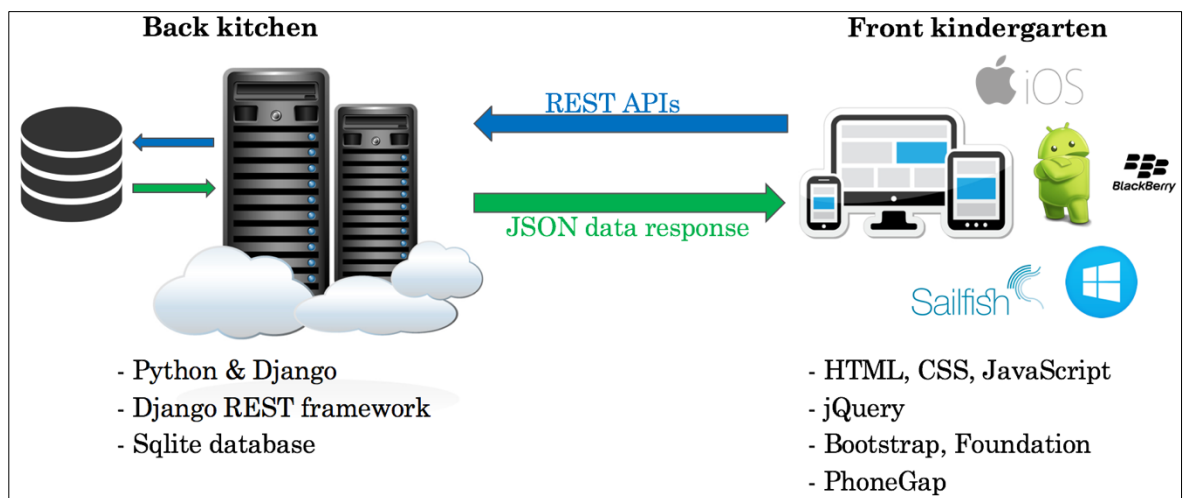 Back kitchen
Front kindergarten
iOS
REST APIs
BlackBerry
JSON data response
Sailfish
- Python & Django
- Django REST framework
- Sqlite database
- HTML, CSS, JavaScript
- jQuery
- Bootstrap, Foundation
- PhoneGap